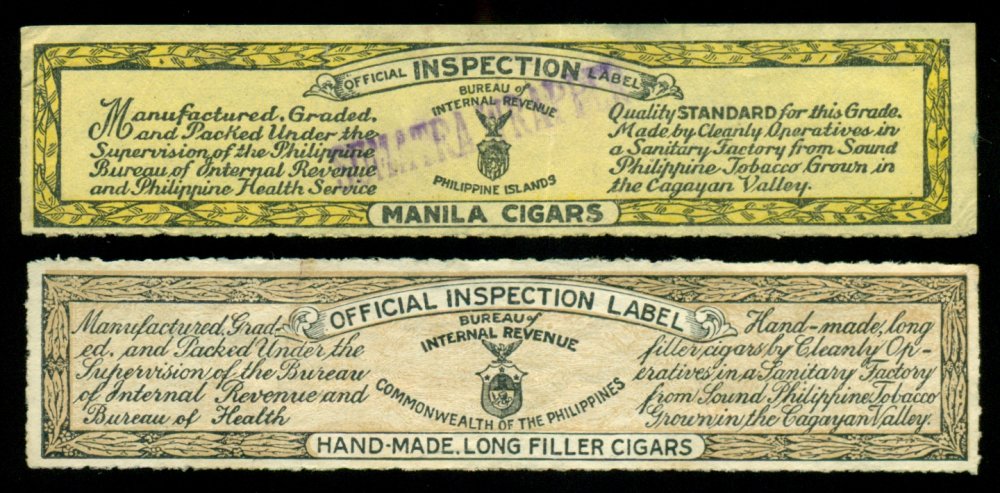 OFFICIAL INSPECTION LABEL
Manufactured, Graded,
and Packed Under the
Supervision of the Philippine
Bureau of Internal Revenue
and Philippine Health Service
BUREAU of
INTERNAL REVENUE
SUMATRA WRAPPER
PHILIPPINE ISLANDS
Quality STANDARD for this Grade.
Made by Cleanly Operatives in
a Sanitary Factory from Sound
Philippine Tobacco Grown in
the Cagayan Valley.
MANILA CIGARS
OFFICIAL INSPECTION LABEL
Manufactured, Grad-
ed, and Packed Under the
Supervision of the Bureau
of Internal Revenue and
Bureau of Health
BUREAU of
INTERNAL REVENUE
COMMONWEALTH OF THE PHILIPPINES
Hand-made, long
filler cigars by Cleanly Op-
eratives in a Sanitary Factory
from Sound Philippine Tobacco
Grown in the Cagayan Valley.
HAND-MADE, LONG FILLER CIGARS